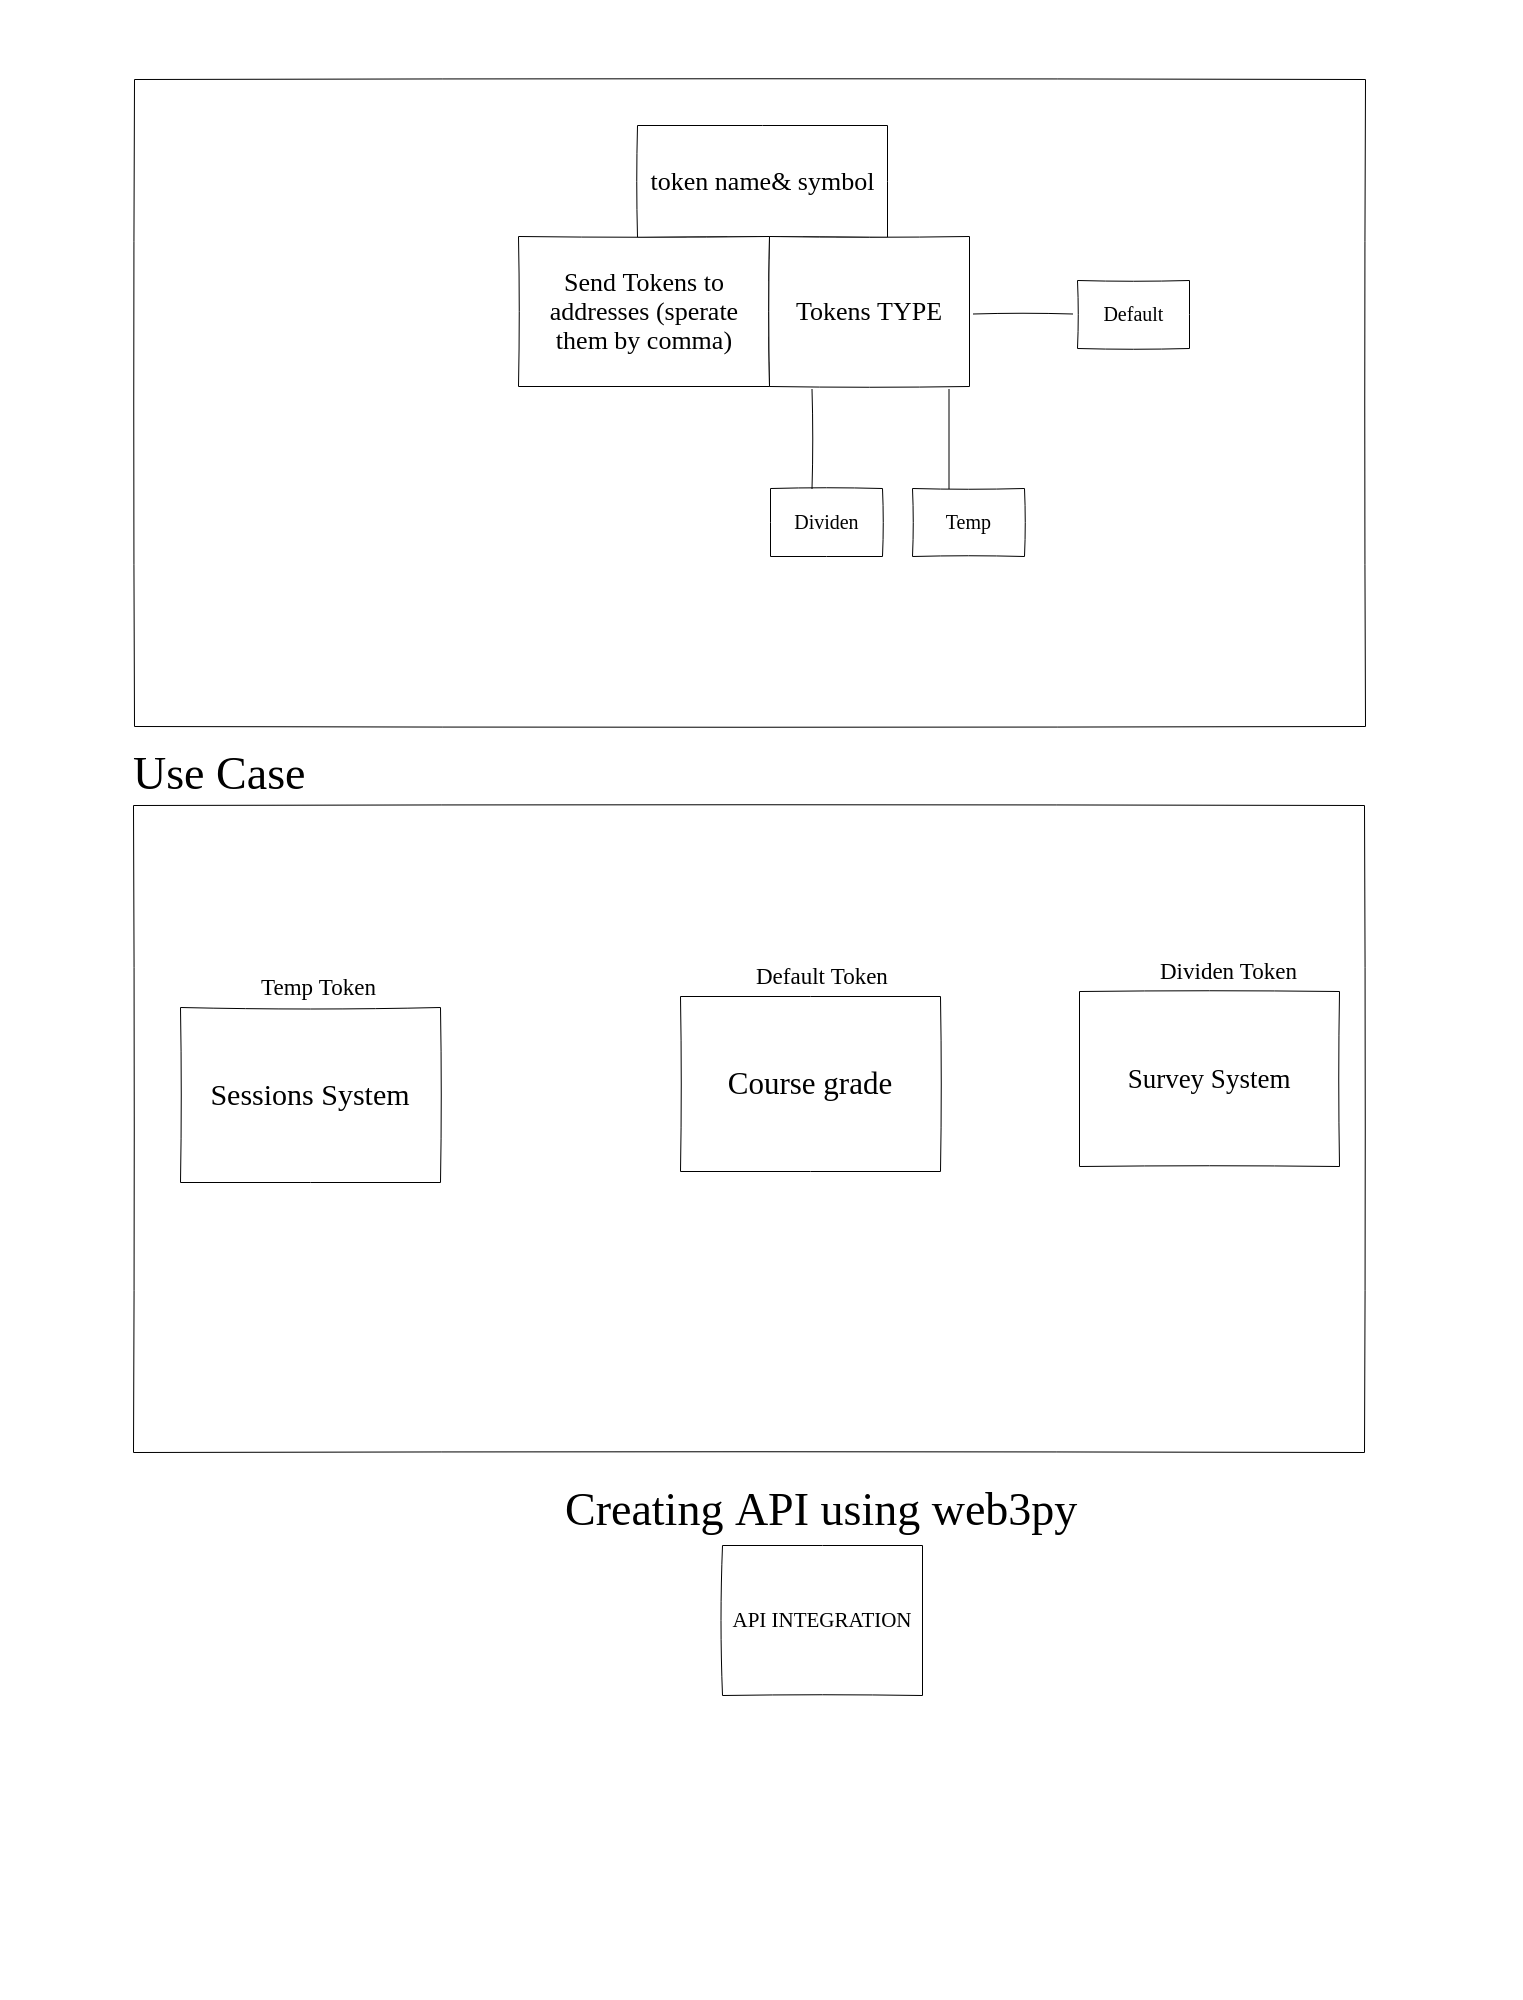 token name& symbol
Send Tokens to
addresses (sperate
them by comma)
Tokens TYPE
Default
Dividen
Temp
Use Case
Temp Token
Default Token
Dividen Token
Sessions System
Course grade
Survey System
Creating API using web3py
API INTEGRATION